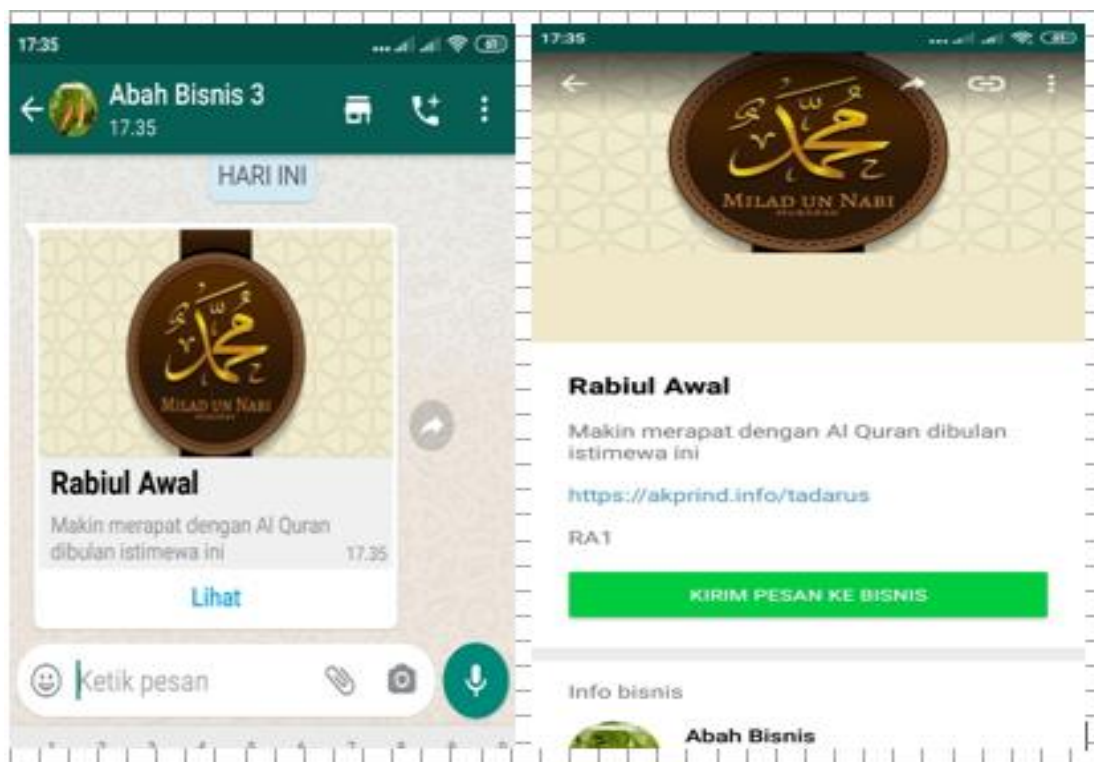 17:35
Abah Bisnis 3
17.35
HARI INI
محمد
MILAD UN NABI
Rabiul Awal
Makin merapat dengan Al Quran
dibulan istimewa ini
17.35
Lihat
Ketik pesan
17:35
محمد
MILAD UN NABI
Rabiul Awal
Makin merapat dengan Al Quran dibulan
istimewa ini
https://akprind.info/tadarus
RA1
KIRIM PESAN KE BISNIS
Info bisnis
Abah Bisnis